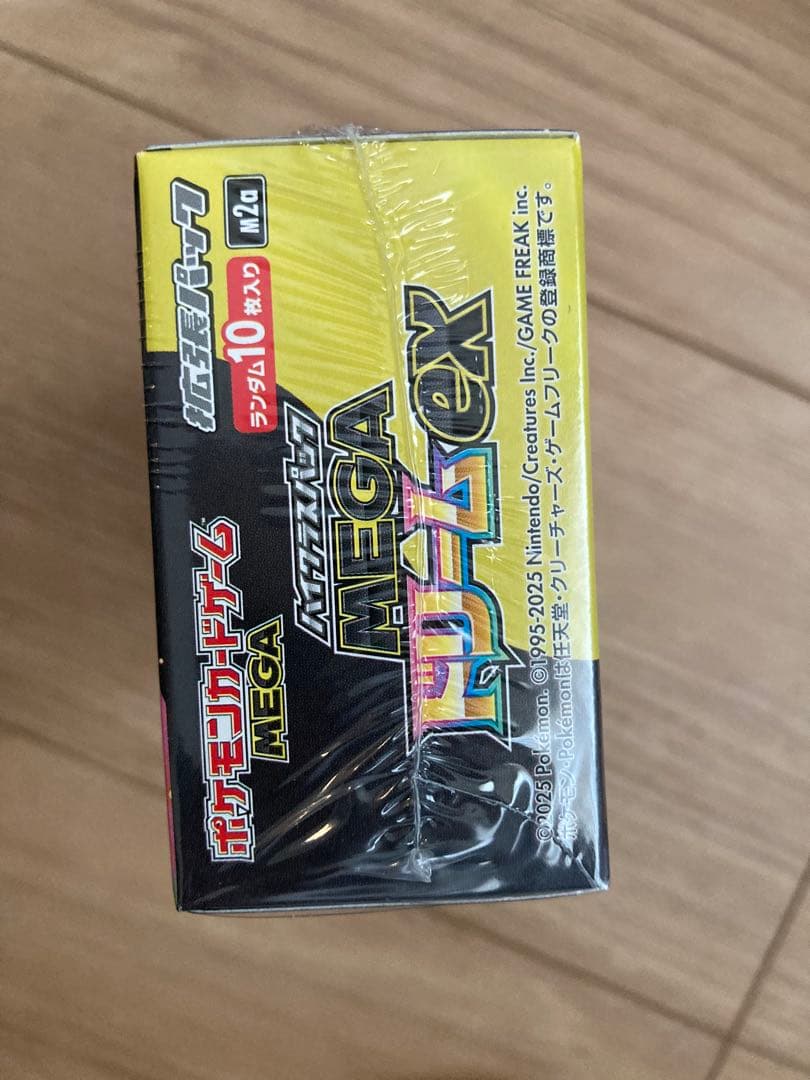 ポケモンカードゲーム™
MEGA
拡張パック
ランダム10枚入り
M2a
ハイクラスパック
MEGA
ドリームex
©2025 Pokémon. ©1995-2025 Nintendo/Creatures Inc./GAME FREAK inc.
ポケモン・Pokémonは任天堂・クリーチャーズ・ゲームフリークの登録商標です。